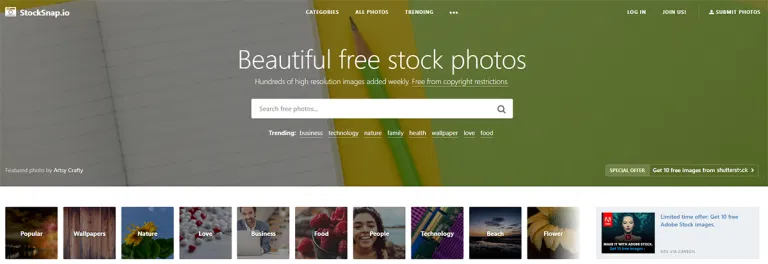 StockSnap.io
CATEGORIES ALL PHOTOS TRENDING •••
LOG IN JOIN US! SUBMIT PHOTOS
Beautiful free stock photos
Hundreds of high resolution images added weekly. Free from copyright restrictions.
Search free photos...
Trending: business technology nature family health wallpaper love food
Featured photo by Artsy Crafty
SPECIAL OFFER Get 10 free images from shutterstock >
Popular Wallpapers Nature Love Business Food People Technology Beach Flower
MAKE IT WITH ADOBE STOCK.
Get 10 free images ›
Limited time offer: Get 10 free
Adobe Stock images.
ADS VIA CARBON